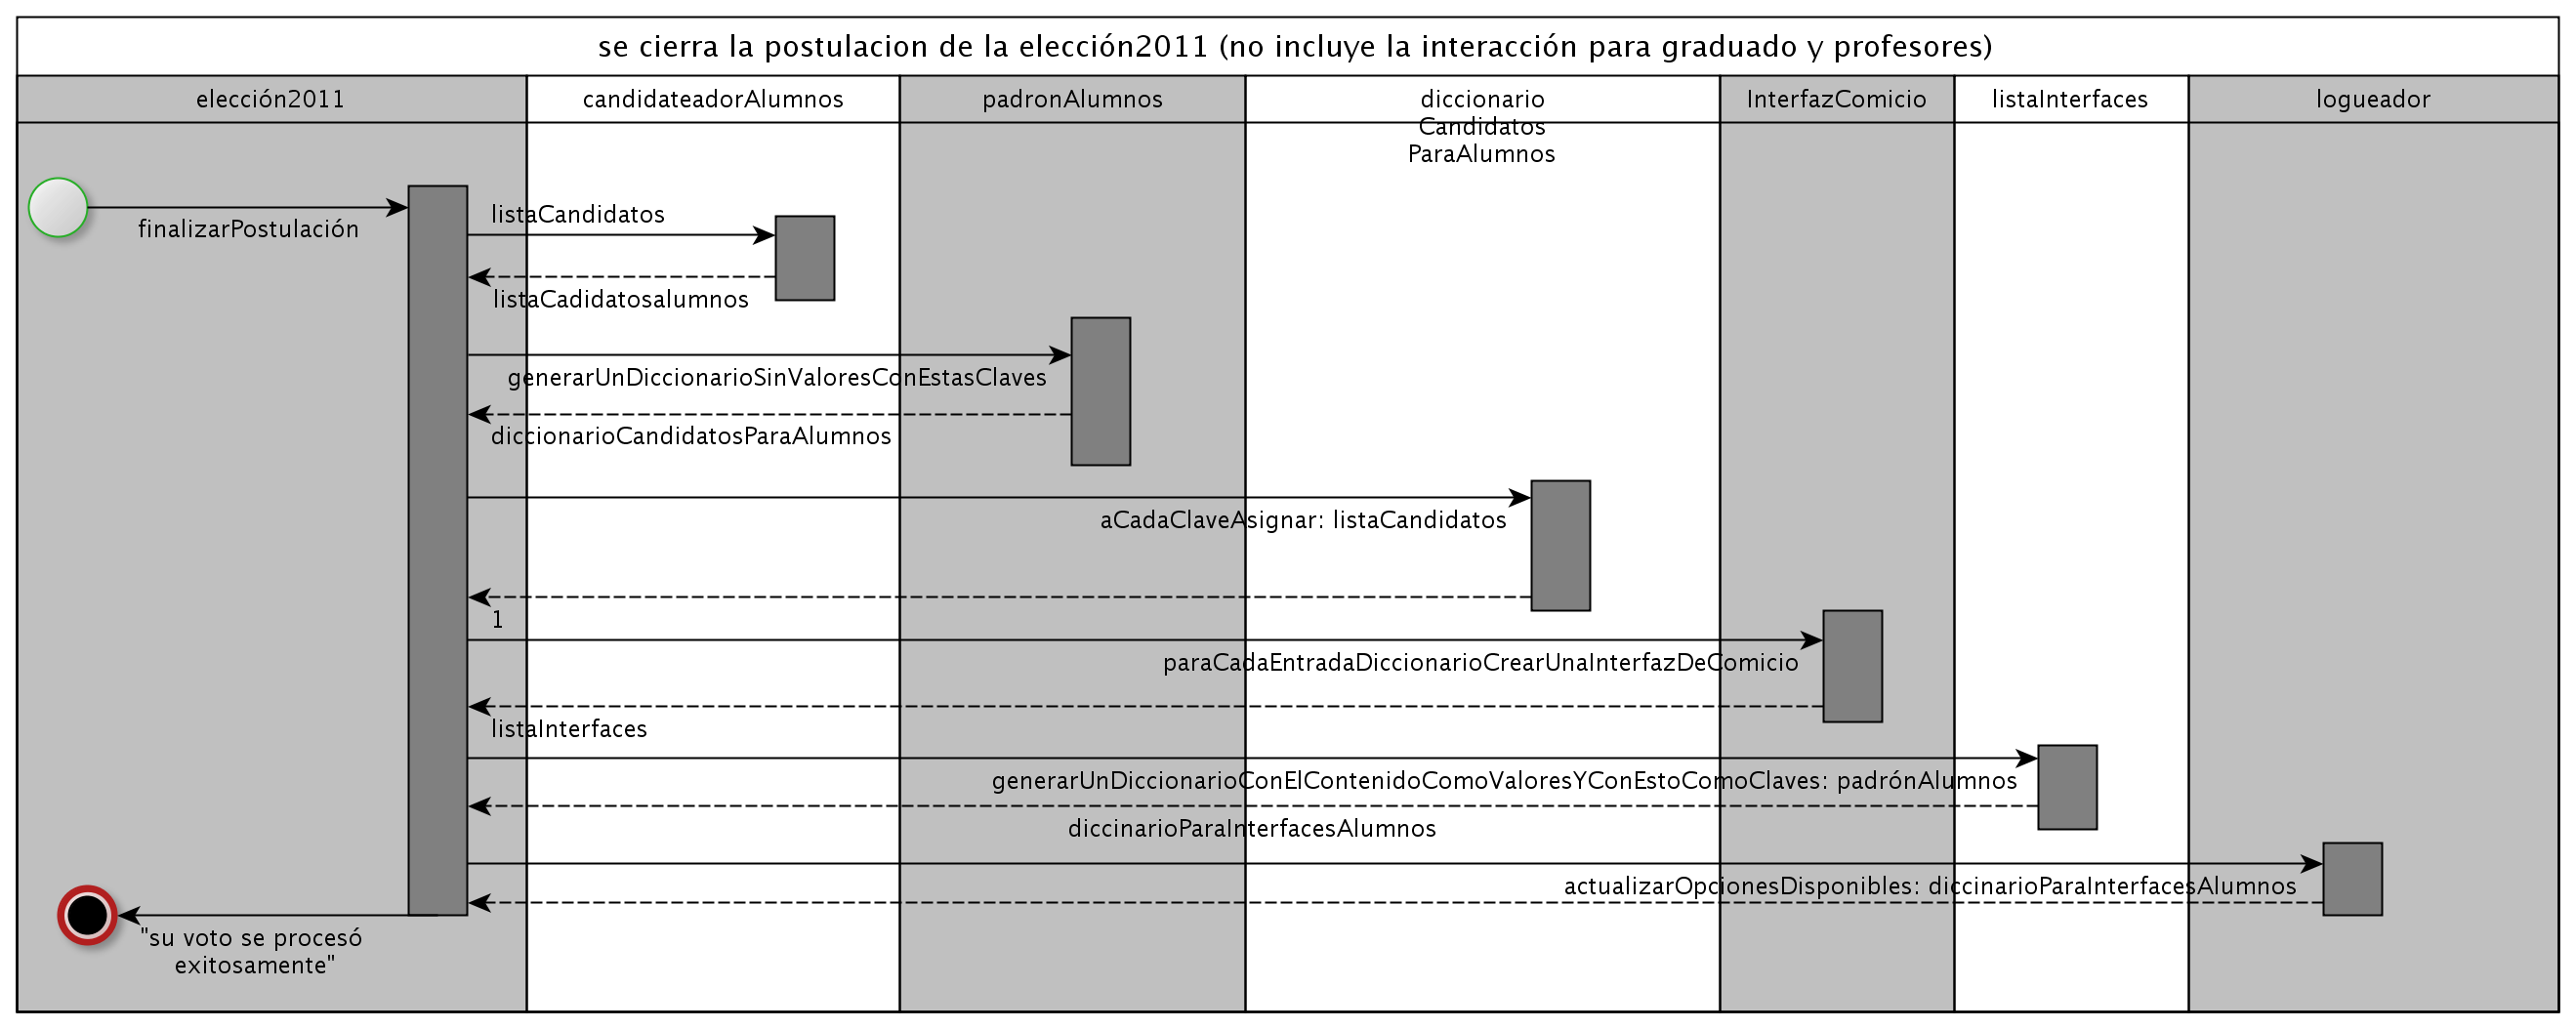 se cierra la postulacion de la elección2011 (no incluye la interacción para graduado y profesores)
elección2011
candidateadorAlumnos
padronAlumnos
diccionario
Candidatos
ParaAlumnos
InterfazComicio
listaInterfaces
logueador
finalizarPostulación
listaCandidatos
listaCadidatosalumnos
generarUnDiccionarioSinValoresConEstasClaves
diccionarioCandidatosParaAlumnos
aCadaClaveAsignar: listaCandidatos
1
paraCadaEntradaDiccionarioCrearUnaInterfazDeComicio
listaInterfaces
generarUnDiccionarioConElContenidoComoValoresYConEstoComoClaves: padrónAlumnos
diccinarioParaInterfacesAlumnos
actualizarOpcionesDisponibles: diccinarioParaInterfacesAlumnos
"su voto se procesó
exitosamente"